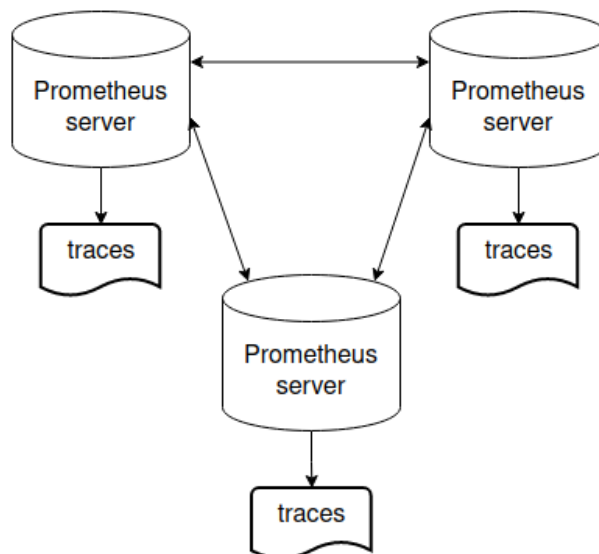 Prometheus
server
Prometheus
server
traces
traces
Prometheus
server
traces